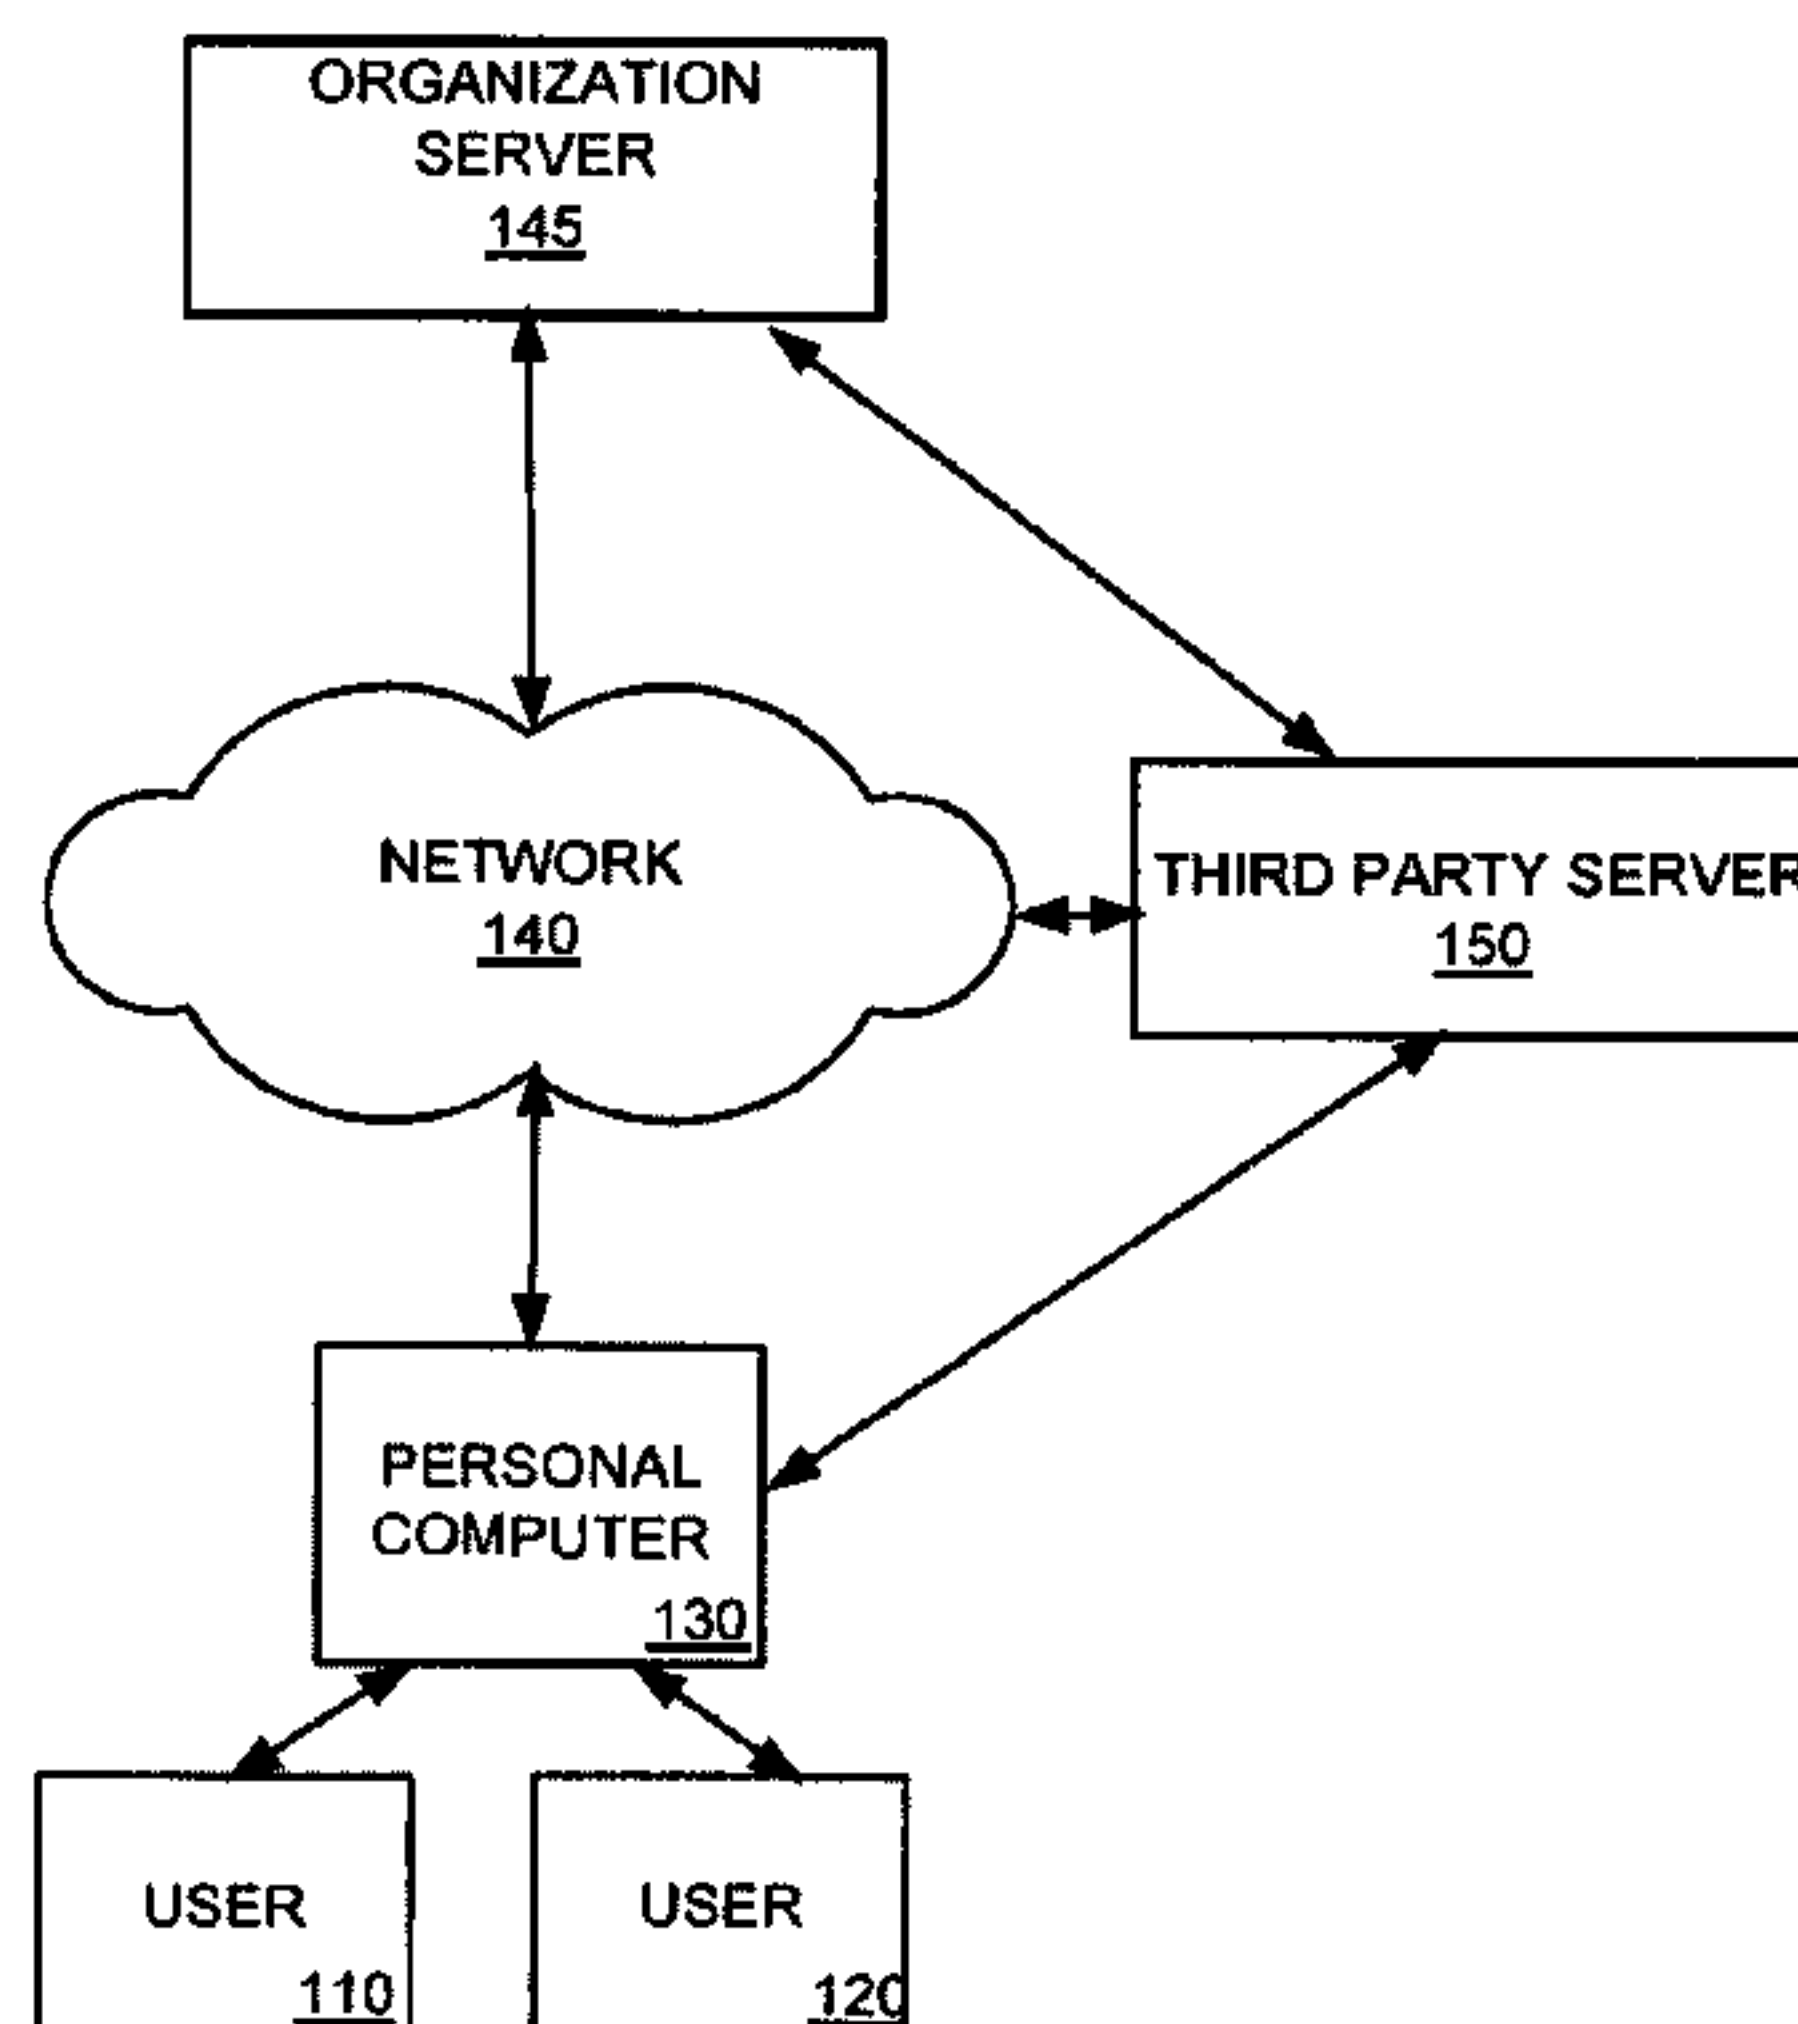 ORGANIZATION
SERVER
145
NETWORK
140
THIRD PARTY SERVER
150
PERSONAL
COMPUTER
130
USER
110
USER
120